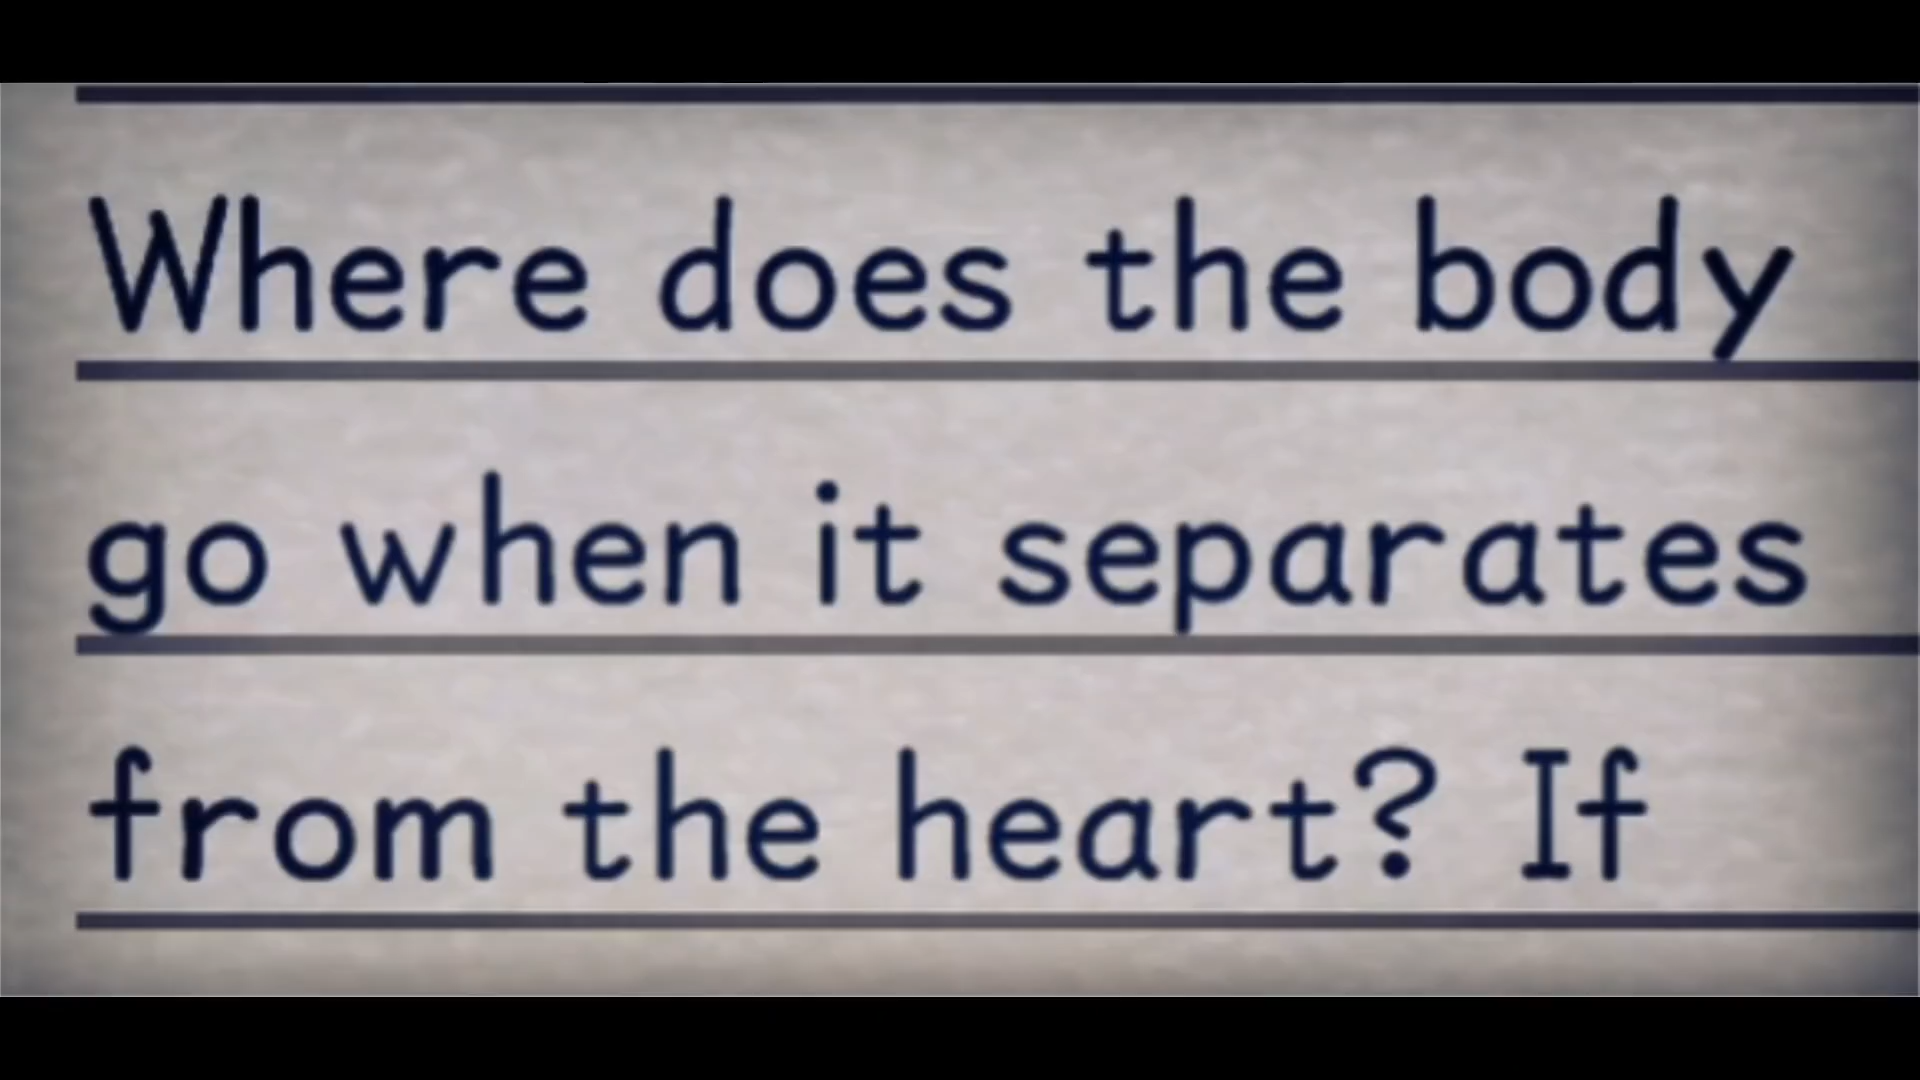 Where does the body
go when it separates
from the heart? If